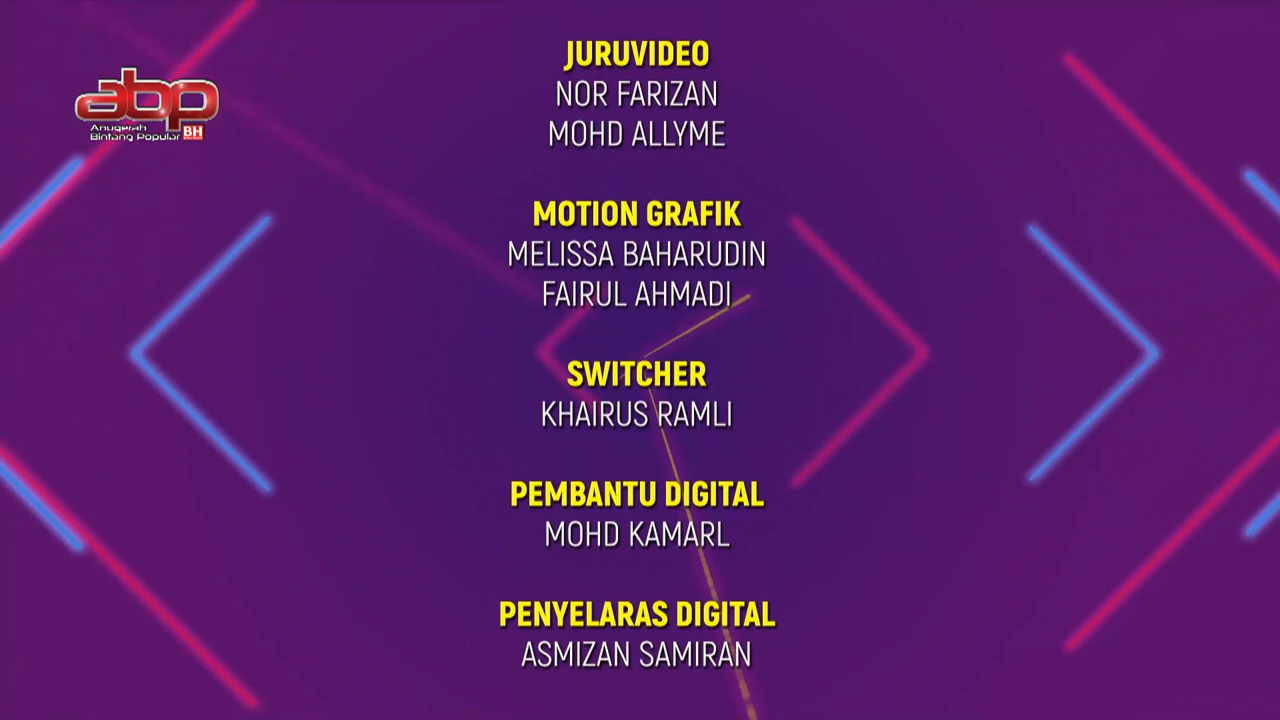 abp
Anugerah
Bintang Popular BH
JURUVIDEO
NOR FARIZAN
MOHD ALLYME
MOTION GRAFIK
MELISSA BAHARUDIN
FAIRUL AHMADI
SWITCHER
KHAIRUS RAMLI
PEMBANTU DIGITAL
MOHD KAMARL
PENYELARAS DIGITAL
ASMIZAN SAMIRAN